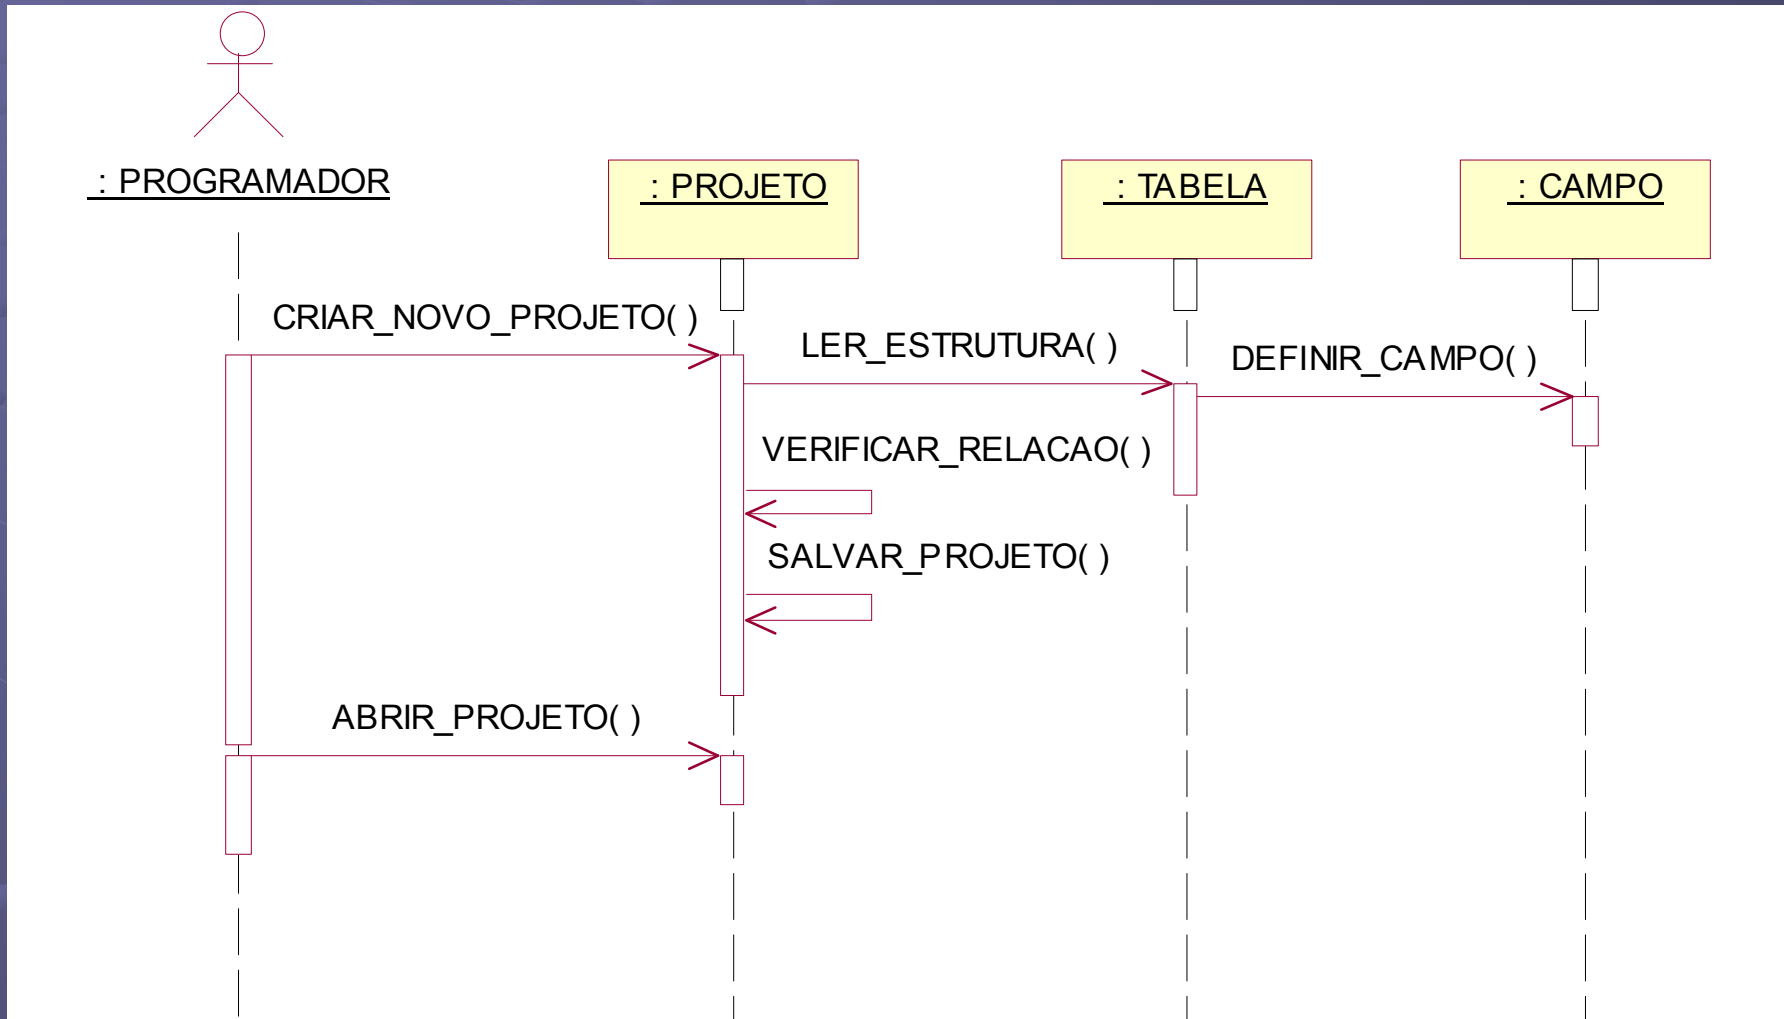 : PROGRAMADOR
: PROJETO
: TABELA
: CAMPO
CRIAR_NOVO_PROJETO( )
LER_ESTRUTURA( )
DEFINIR_CAMPO( )
VERIFICAR_RELACAO( )
SALVAR_PROJETO( )
ABRIR_PROJETO( )